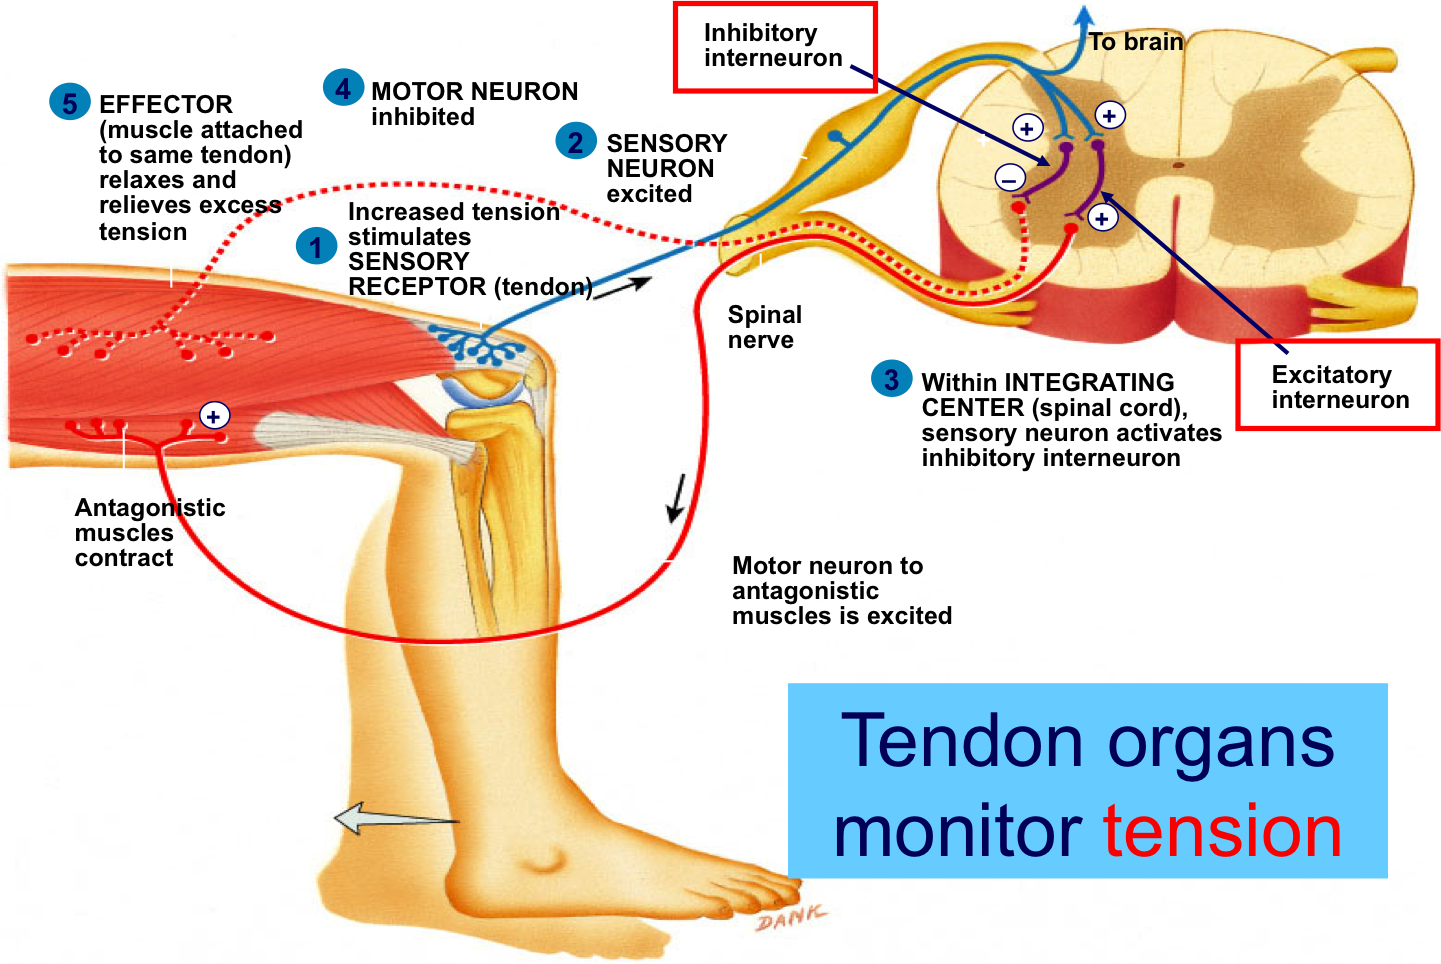 Inhibitory
interneuron
To brain
5 EFFECTOR
(muscle attached
to same tendon)
relaxes and
relieves excess
tension
4 MOTOR NEURON
inhibited
2 SENSORY
NEURON
excited
1 Increased tension
stimulates
SENSORY
RECEPTOR (tendon)
+
+
−
+
Spinal
nerve
3 Within INTEGRATING
CENTER (spinal cord),
sensory neuron activates
inhibitory interneuron
Excitatory
interneuron
+
Antagonistic
muscles
contract
Motor neuron to
antagonistic
muscles is excited
Tendon organs
monitor tension
DANK